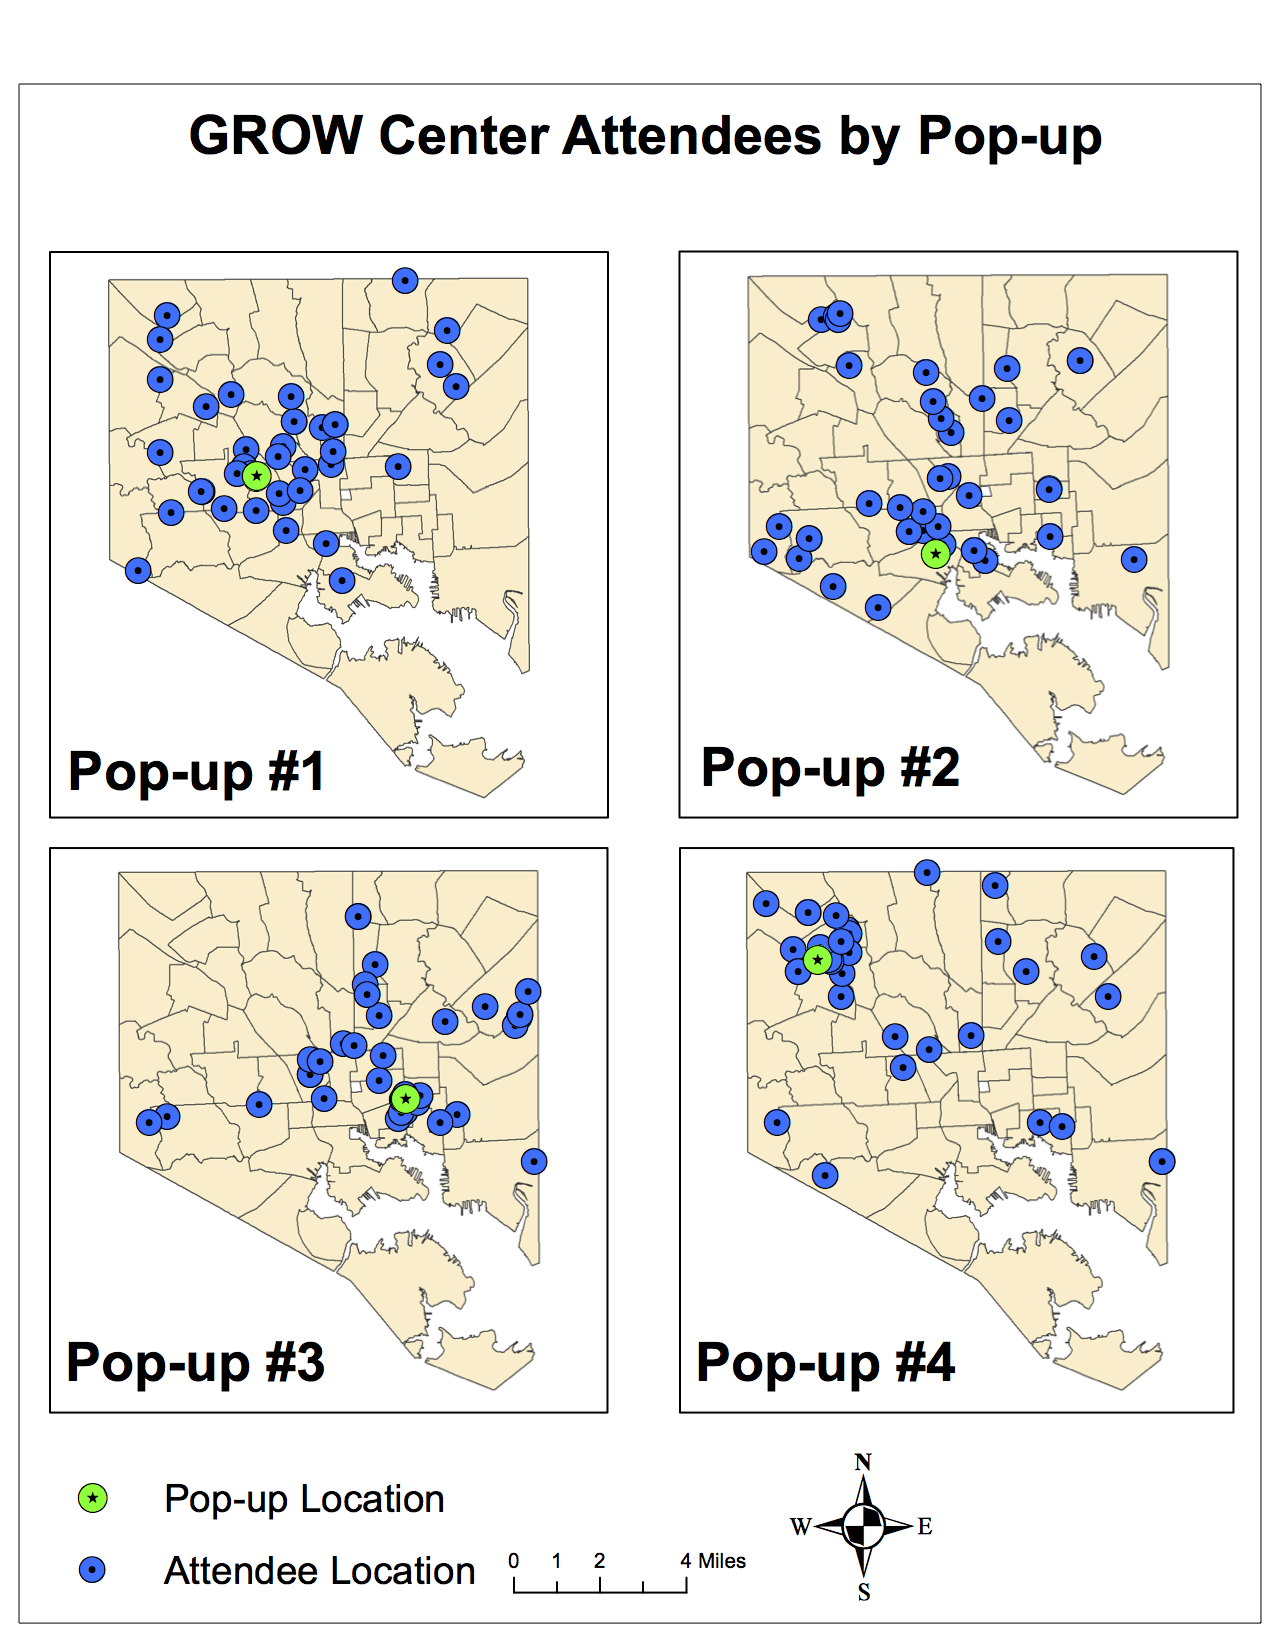 GROW Center Attendees by Pop-up
Pop-up #1
Pop-up #2
Pop-up #3
Pop-up #4
Pop-up Location
Attendee Location
0 1 2 4 Miles
N
W E
S